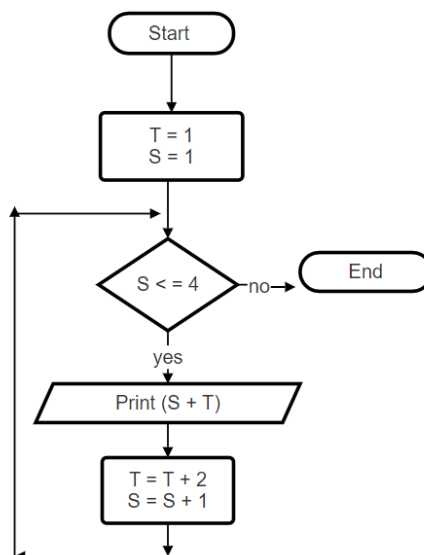 Start
T = 1
S = 1
S < = 4
no
End
yes
Print (S + T)
T = T + 2
S = S + 1